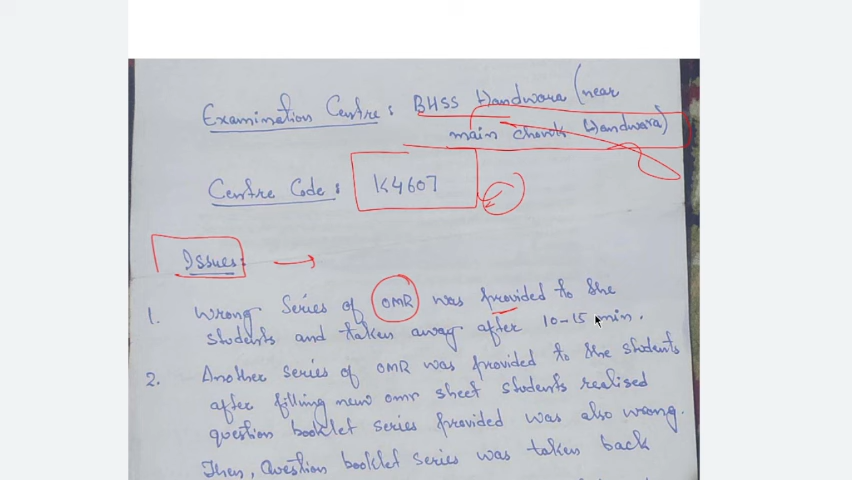 Examination Centre: BHSS Handwara (near
main chowk Handwara)
Centre Code: K4607
Issues:
1. Wrong Series of OMR was provided to the
students and taken away after 10-15 min.
2. Another series of OMR was provided to the students
after filling new omr sheet students realised
question booklet series provided was also wrong.
Then, Question booklet series was taken back